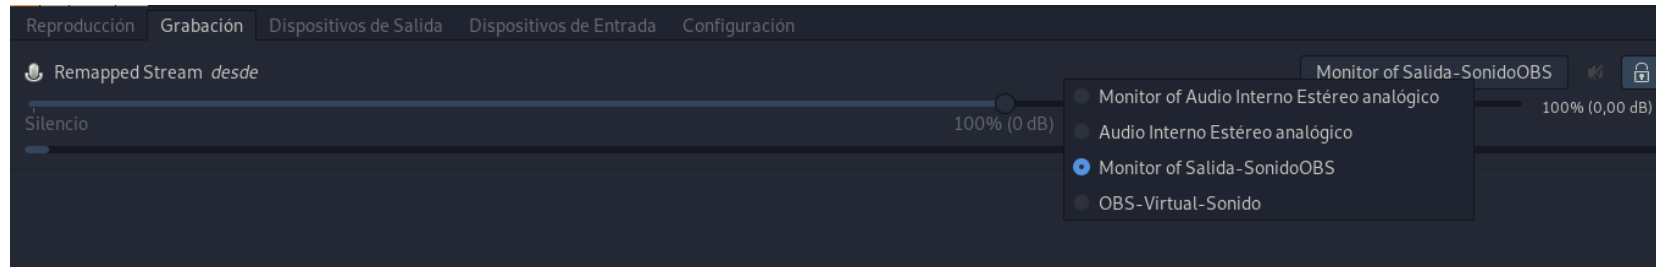 Reproducción Grabación Dispositivos de Salida Dispositivos de Entrada Configuración
Remapped Stream desde Monitor of Salida-SonidoOBS
Silencio 100% (0 dB) 100% (0,00 dB)
Monitor of Audio Interno Estéreo analógico
Audio Interno Estéreo analógico
Monitor of Salida-SonidoOBS
OBS-Virtual-Sonido